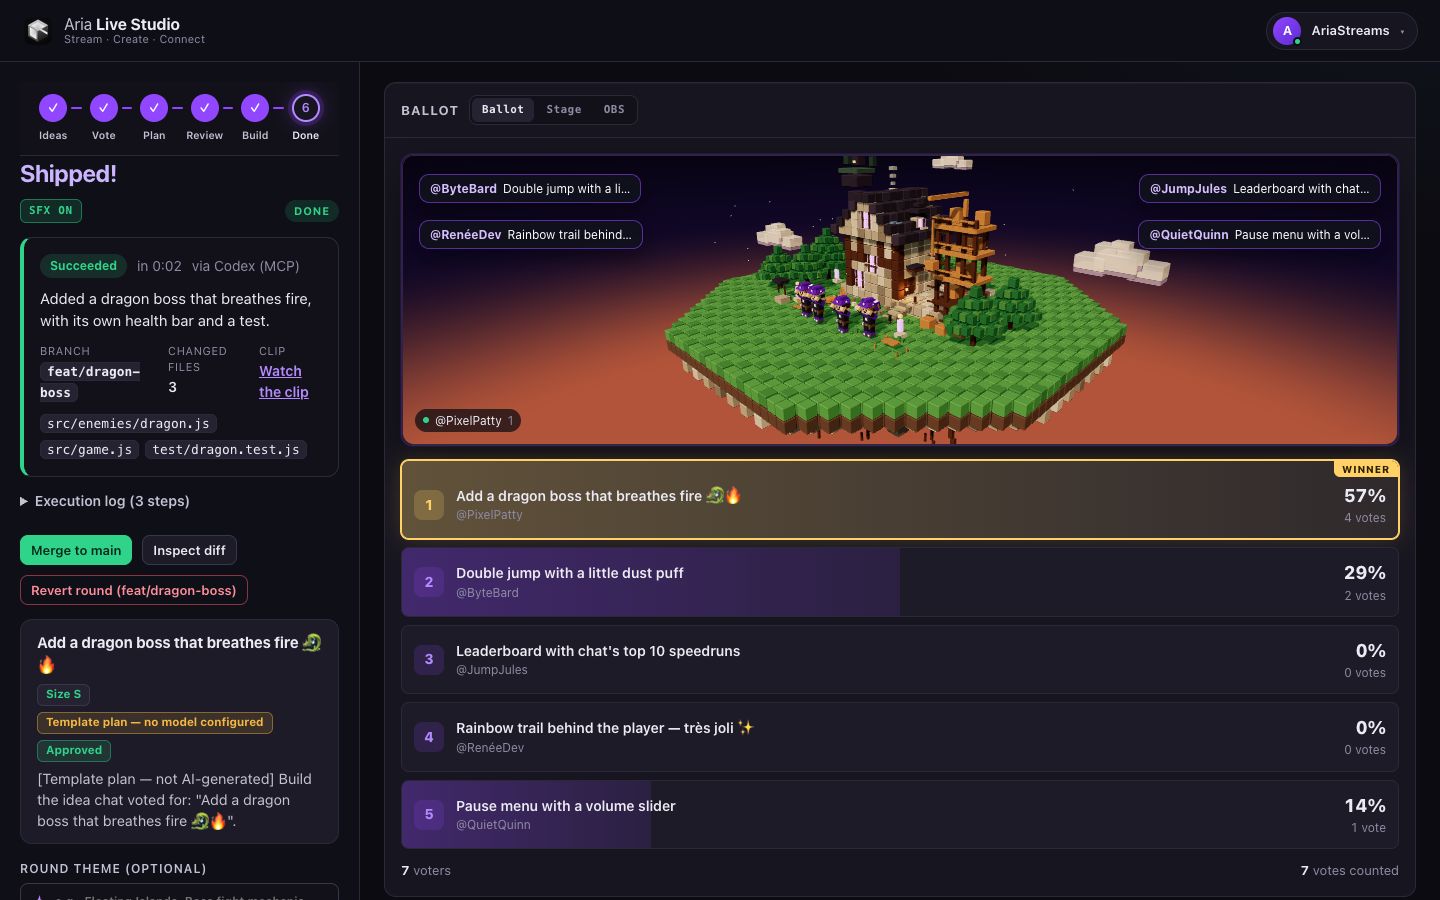 Aria Live Studio
Stream · Create · Connect
A AriaStreams
6
Ideas Vote Plan Review Build Done
Shipped!
SFX ON DONE
Succeeded in 0:02 via Codex (MCP)
Added a dragon boss that breathes fire,
with its own health bar and a test.
BRANCH
feat/dragon-
boss
CHANGED
FILES
3
CLIP
Watch
the clip
src/enemies/dragon.js
src/game.js test/dragon.test.js
▶ Execution log (3 steps)
Merge to main Inspect diff
Revert round (feat/dragon-boss)
Add a dragon boss that breathes fire 🐉
🔥
Size S
Template plan — no model configured
Approved
[Template plan — not AI-generated] Build
the idea chat voted for: "Add a dragon
boss that breathes fire 🐉🔥".
ROUND THEME (OPTIONAL)
BALLOT Ballot Stage OBS
@ByteBard Double jump with a li...
@JumpJules Leaderboard with chat...
@RenéeDev Rainbow trail behind...
@QuietQuinn Pause menu with a vol...
@PixelPatty 1
WINNER
1 Add a dragon boss that breathes fire 🐉🔥 57%
@PixelPatty 4 votes
2 Double jump with a little dust puff 29%
@ByteBard 2 votes
3 Leaderboard with chat's top 10 speedruns 0%
@JumpJules 0 votes
4 Rainbow trail behind the player — très joli ✨ 0%
@RenéeDev 0 votes
5 Pause menu with a volume slider 14%
@QuietQuinn 1 vote
7 voters 7 votes counted